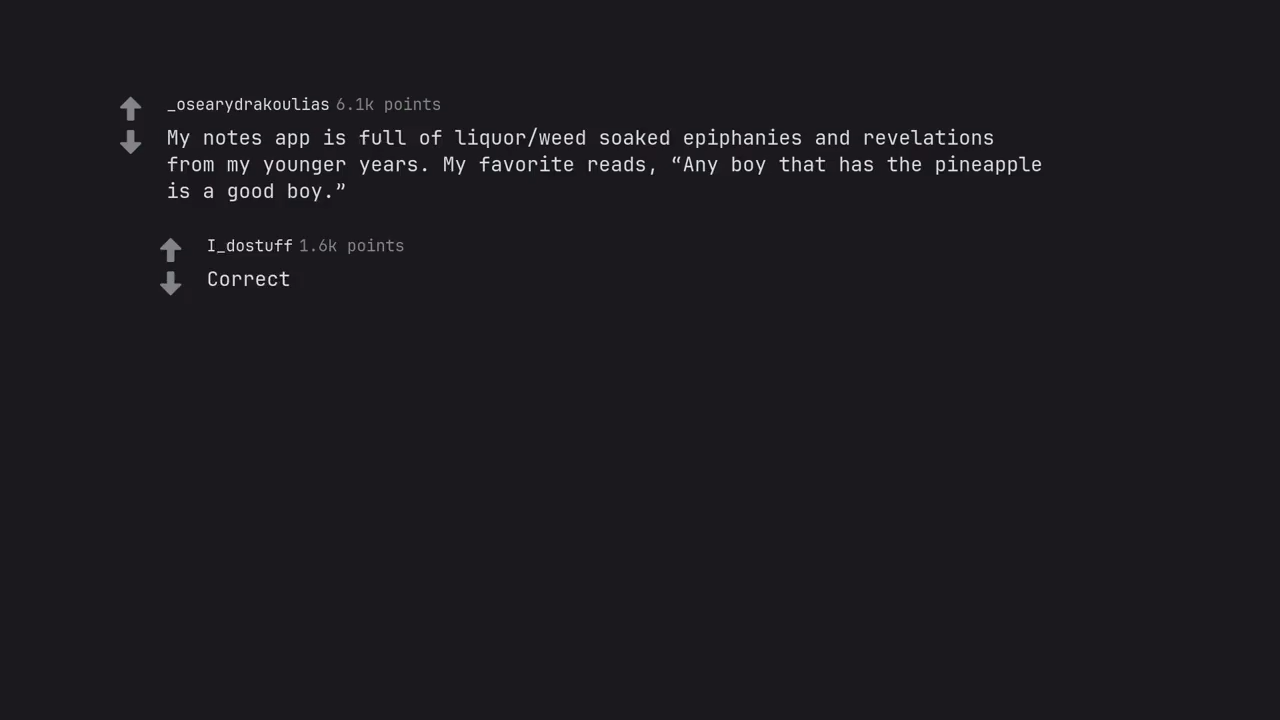 _osearydrakoulias 6.1k points
My notes app is full of liquor/weed soaked epiphanies and revelations
from my younger years. My favorite reads, “Any boy that has the pineapple
is a good boy.”
I_dostuff 1.6k points
Correct